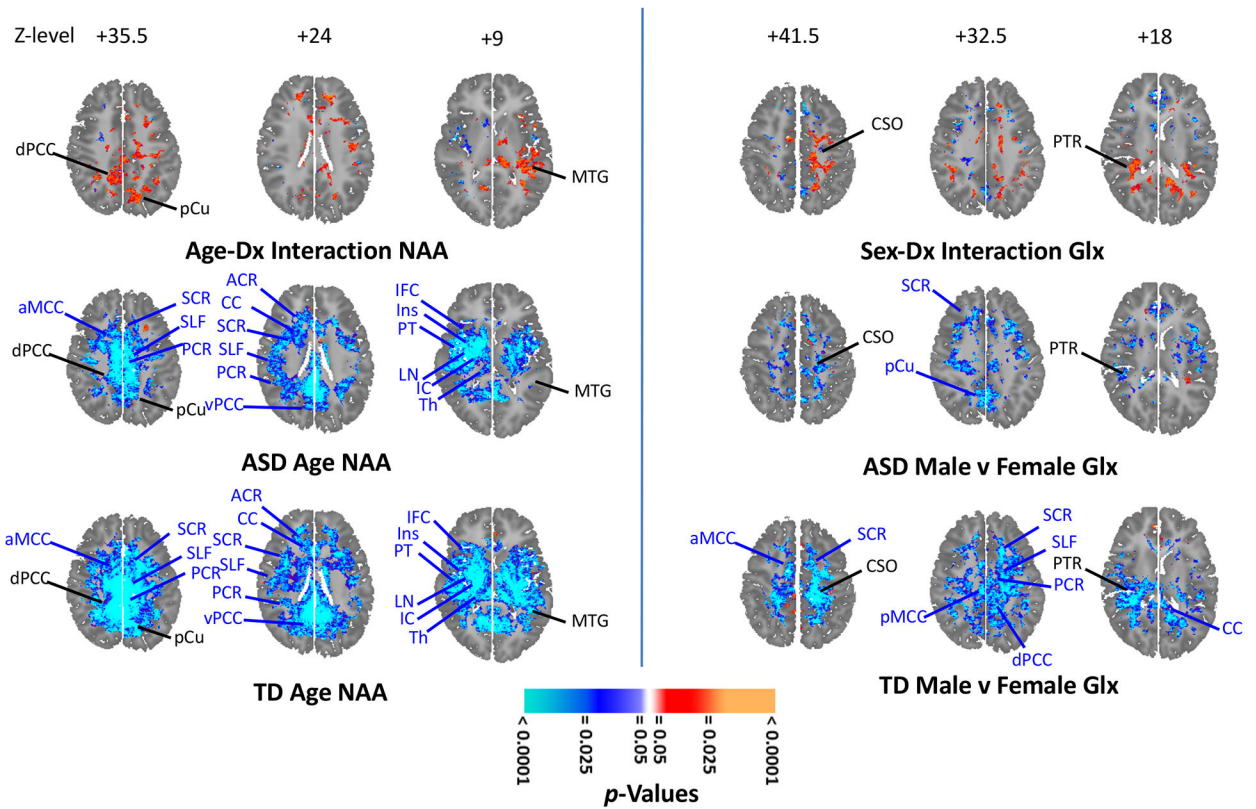 Z-level +35.5 +24 +9 +41.5 +32.5 +18
dPCC
pCu
MTG
CSO
PTR
Age-Dx Interaction NAA
Sex-Dx Interaction Glx
aMCC
SCR
SLF
dPCC
PCR
pCu
ACR
CC
SCR
SLF
PCR
vPCC
IFC
Ins
PT
LN
IC
Th
MTG
CSO
SCR
pCu
PTR
ASD Age NAA
ASD Male v Female Glx
aMCC
SCR
SLF
dPCC
PCR
pCu
ACR
CC
SCR
SLF
PCR
vPCC
IFC
Ins
PT
LN
IC
Th
MTG
aMCC
SCR
CSO
SCR
SLF
PCR
pMCC
dPCC
PTR
CC
TD Age NAA
TD Male v Female Glx
< 0.0001
= 0.025
= 0.05
= 0.05
= 0.025
< 0.0001
p-Values